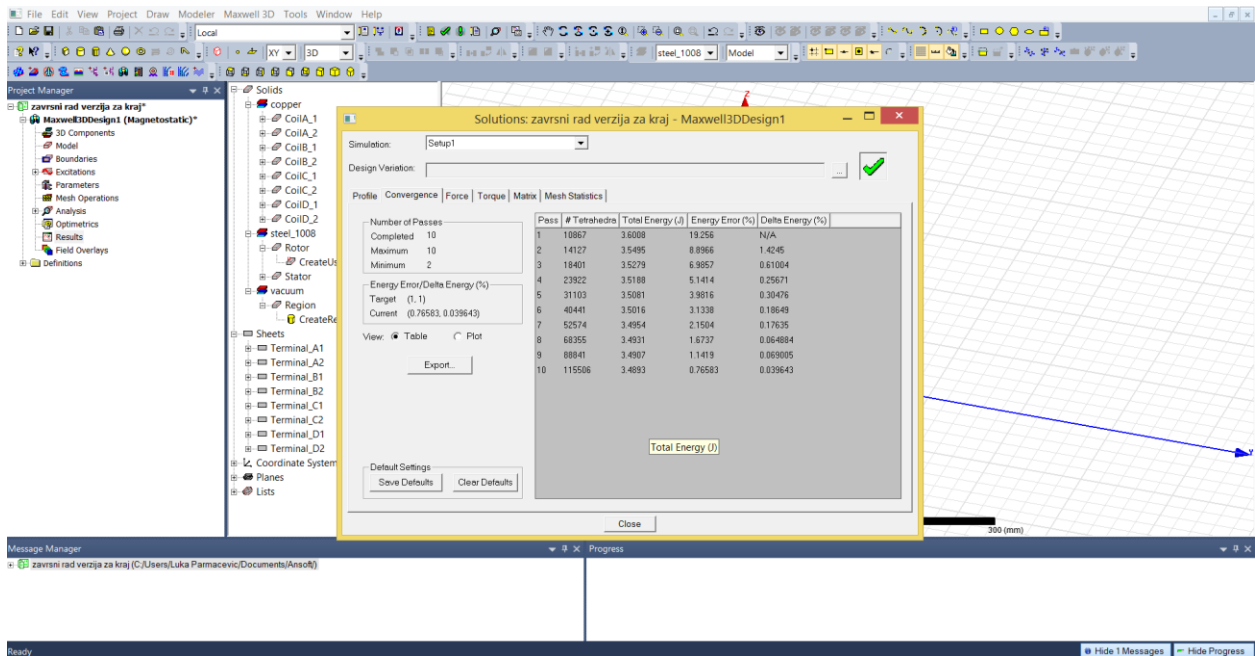 File Edit View Project Draw Modeler Maxwell 3D Tools Window Help
Local
XY 3D steel_1008 Model
Project Manager
zavrsni rad verzija za kraj*
Maxwell3DDesign1 (Magnetostatic)*
3D Components
Model
Boundaries
Excitations
Parameters
Mesh Operations
Analysis
Optimetrics
Results
Field Overlays
Definitions
Solids
copper
CoilA_1
CoilA_2
CoilB_1
CoilB_2
CoilC_1
CoilC_2
CoilD_1
CoilD_2
steel_1008
Rotor
CreateUs
Stator
vacuum
Region
CreateRe
Sheets
Terminal_A1
Terminal_A2
Terminal_B1
Terminal_B2
Terminal_C1
Terminal_C2
Terminal_D1
Terminal_D2
Coordinate System
Planes
Lists
Z
Solutions: zavrsni rad verzija za kraj - Maxwell3DDesign1
Simulation: Setup1
Design Variation: ...
Profile Convergence Force Torque Matrix Mesh Statistics
Number of Passes
Completed 10
Maximum 10
Minimum 2
Energy Error/Delta Energy (%)
Target (1, 1)
Current (0.76583, 0.039643)
View: Table Plot
Export...
Default Settings
Save Defaults Clear Defaults
Pass # Tetrahedra Total Energy (J) Energy Error (%) Delta Energy (%)
1 10867 3.6008 19.256 N/A
2 14127 3.5495 8.8966 1.4245
3 18401 3.5279 6.9857 0.61004
4 23922 3.5188 5.1414 0.25671
5 31103 3.5081 3.9816 0.30476
6 40441 3.5016 3.1338 0.18649
7 52574 3.4954 2.1504 0.17635
8 68355 3.4931 1.6737 0.064884
9 88841 3.4907 1.1419 0.069005
10 115506 3.4893 0.76583 0.039643
Total Energy (J)
Close
300 (mm)
Message Manager
zavrsni rad verzija za kraj (C:/Users/Luka Parmacevic/Documents/Ansoft/)
Progress
Ready
Hide 1 Messages Hide Progress